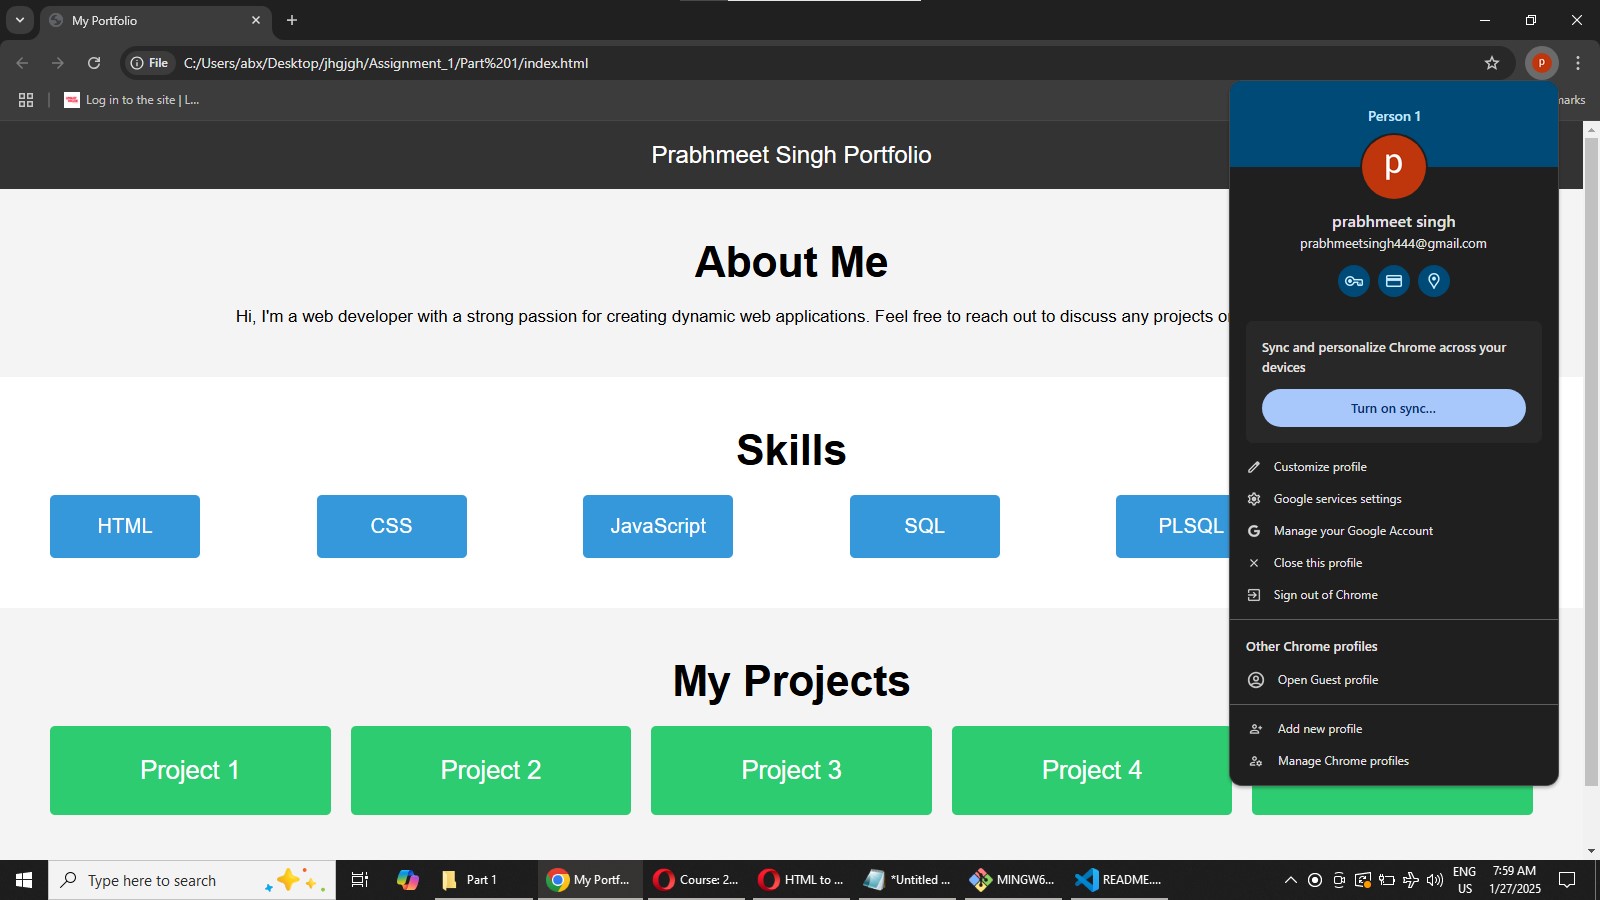 My Portfolio
File
C:/Users/abx/Desktop/jhgjgh/Assignment_1/Part%201/index.html
p
Log in to the site | L...
marks
Prabhmeet Singh Portfolio
About Me
Hi, I'm a web developer with a strong passion for creating dynamic web applications. Feel free to reach out to discuss any projects
Skills
HTML
CSS
JavaScript
SQL
PLSQL
My Projects
Project 1
Project 2
Project 3
Project 4
Person 1
p
prabhmeet singh
prabhmeetsingh444@gmail.com
Sync and personalize Chrome across your
devices
Turn on sync...
Customize profile
Google services settings
Manage your Google Account
Close this profile
Sign out of Chrome
Other Chrome profiles
Open Guest profile
Add new profile
Manage Chrome profiles
Type here to search
Part 1
My Portf...
Course: 2...
HTML to ...
*Untitled ...
MINGW6...
README....
ENG
US
7:59 AM
1/27/2025